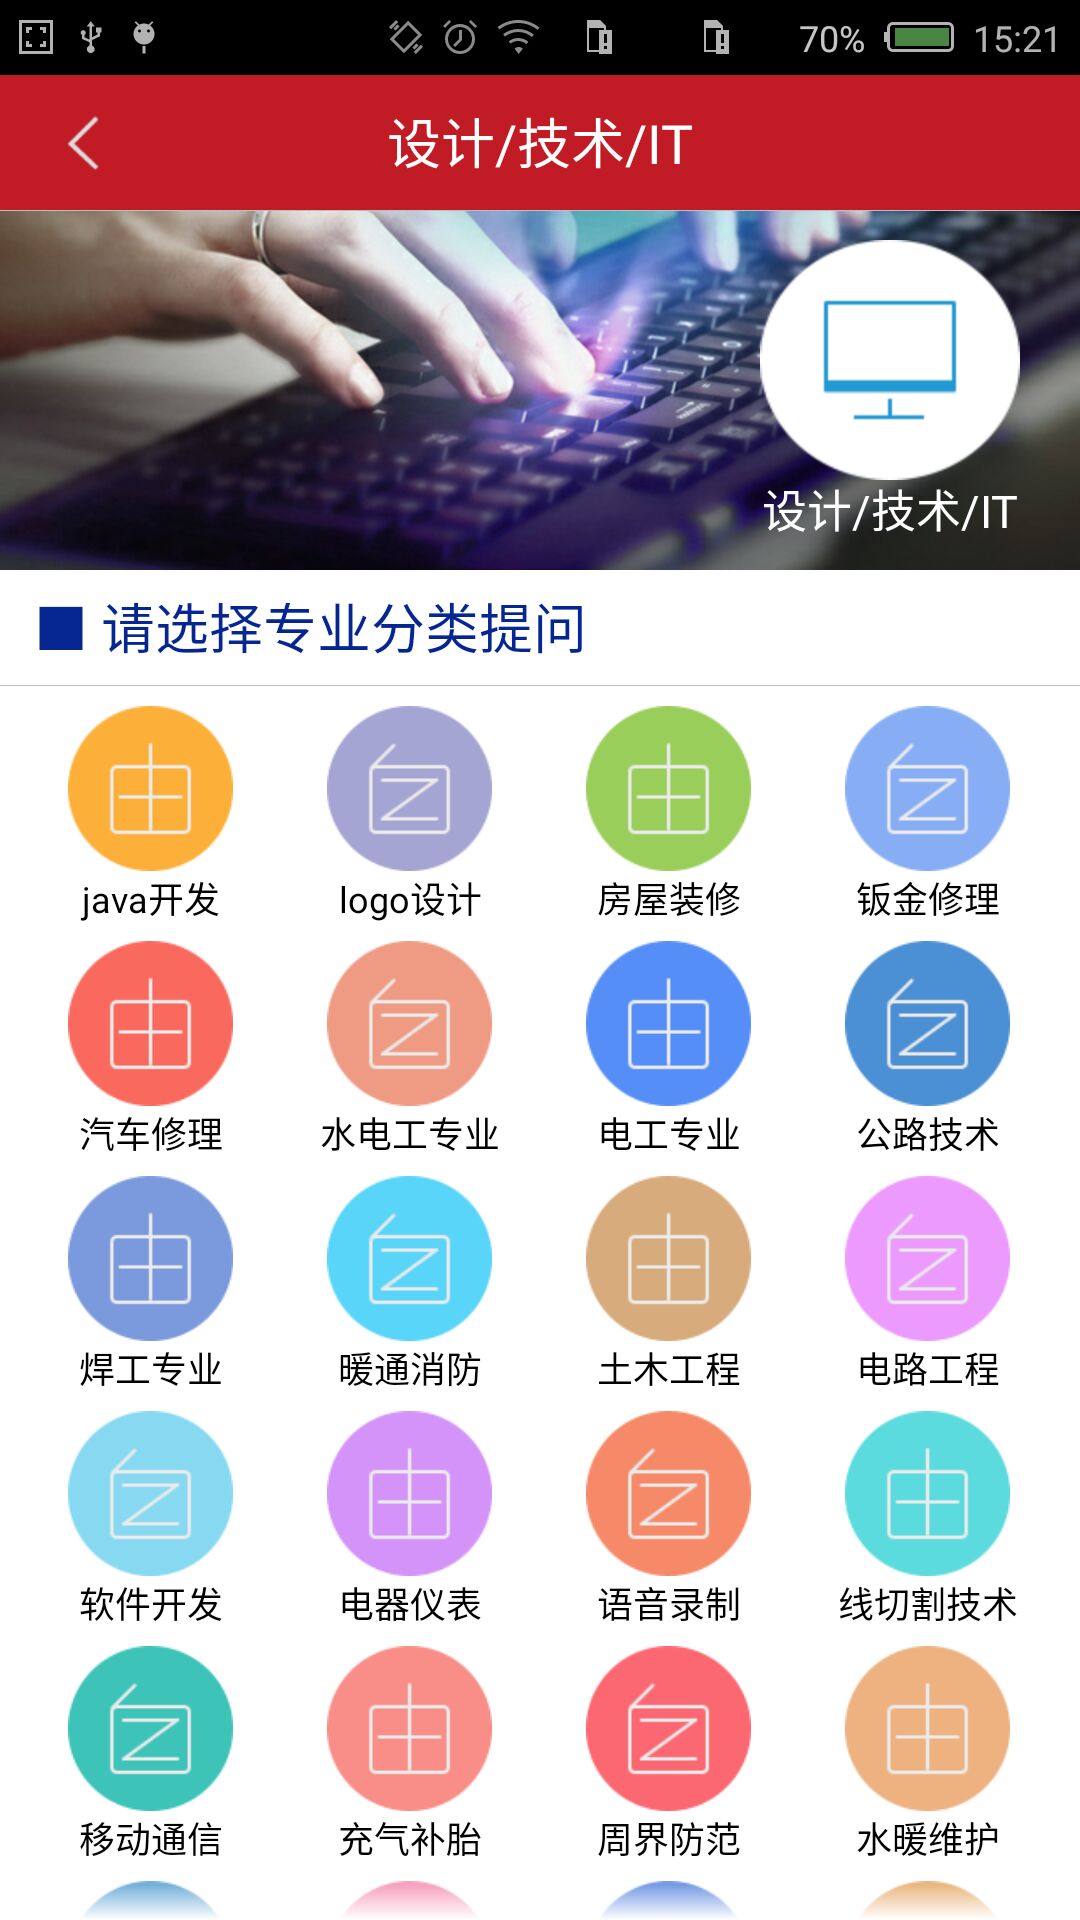 70% 15:21
设计/技术/IT
设计/技术/IT
请选择专业分类提问
java开发 logo设计 房屋装修 钣金修理
汽车修理 水电工专业 电工专业 公路技术
焊工专业 暖通消防 土木工程 电路工程
软件开发 电器仪表 语音录制 线切割技术
移动通信 充气补胎 周界防范 水暖维护